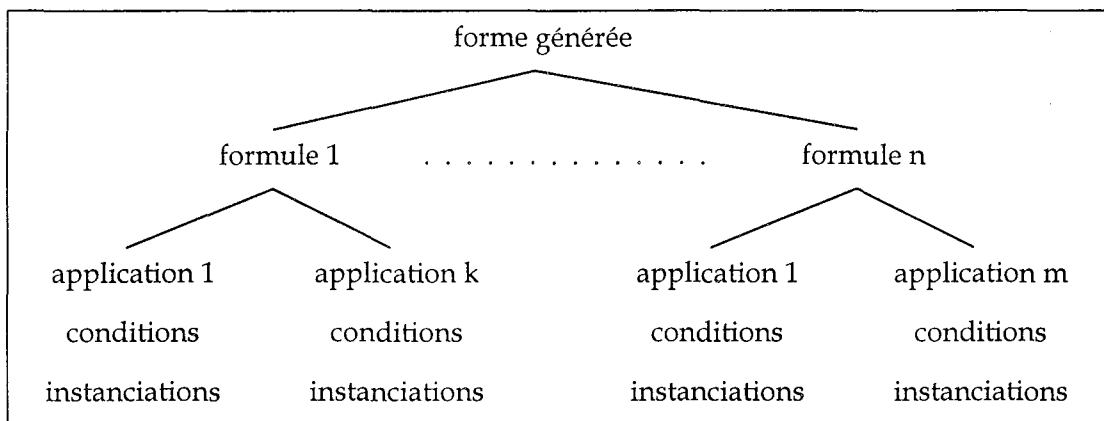 forme générée
formule 1 . . . . . . . . . . . . . . . formule n
application 1 application k application 1 application m
conditions conditions conditions conditions
instanciations instanciations instanciations instanciations